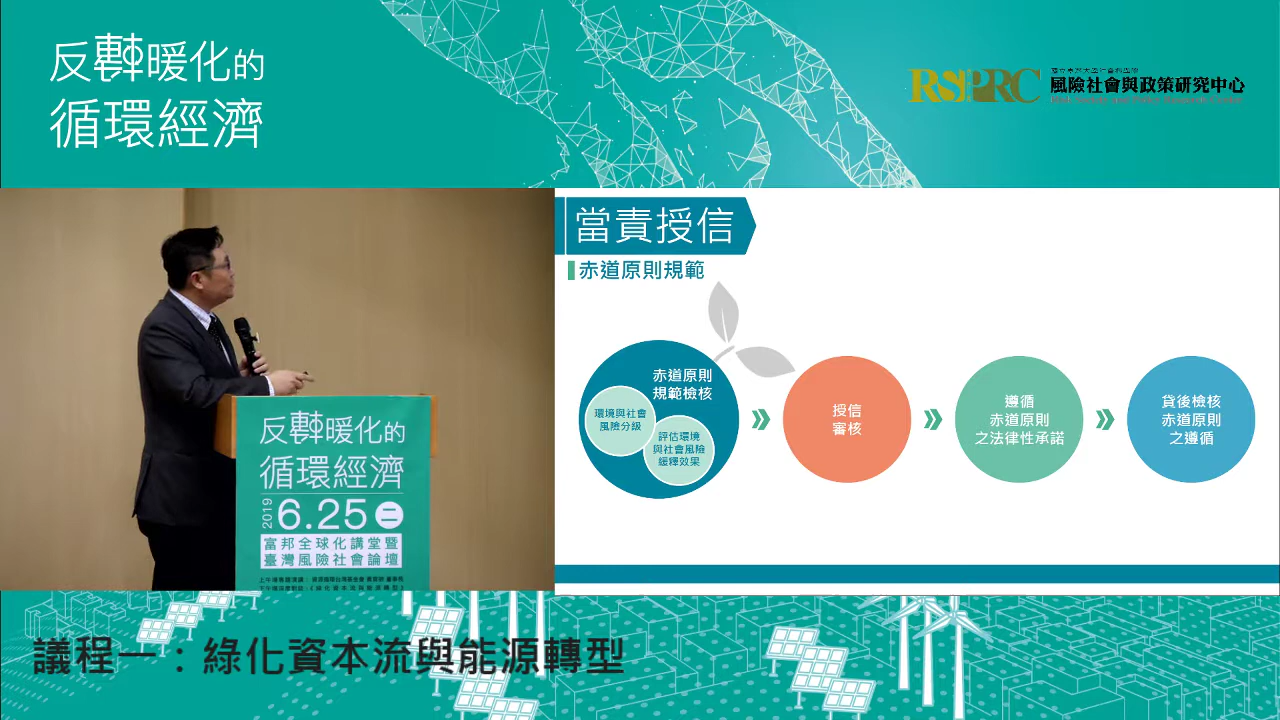 反轉暖化的
循環經濟
RSPRC
風險社會與政策研究中心
當責授信
赤道原則規範
赤道原則
規範檢核
環境與社會
風險分級
評估環境
與社會風險
緩釋效果
授信
審核
遵循
赤道原則
之法律性承諾
貸後檢核
赤道原則
之遵循
反轉暖化的
循環經濟
2019
6.25 二
富邦全球化講堂暨
臺灣風險社會論壇
議程一：綠化資本流與能源轉型